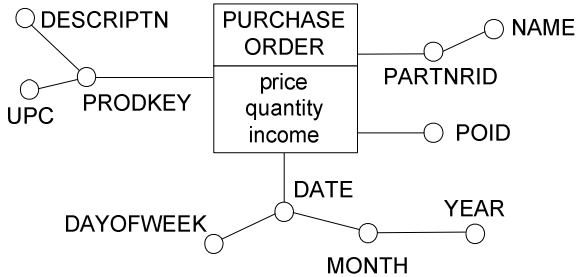 DESCRIPTN
PURCHASE
ORDER
NAME
PARTNRID
UPC
PRODKEY
price
quantity
income
POID
DATE
DAYOFWEEK
YEAR
MONTH